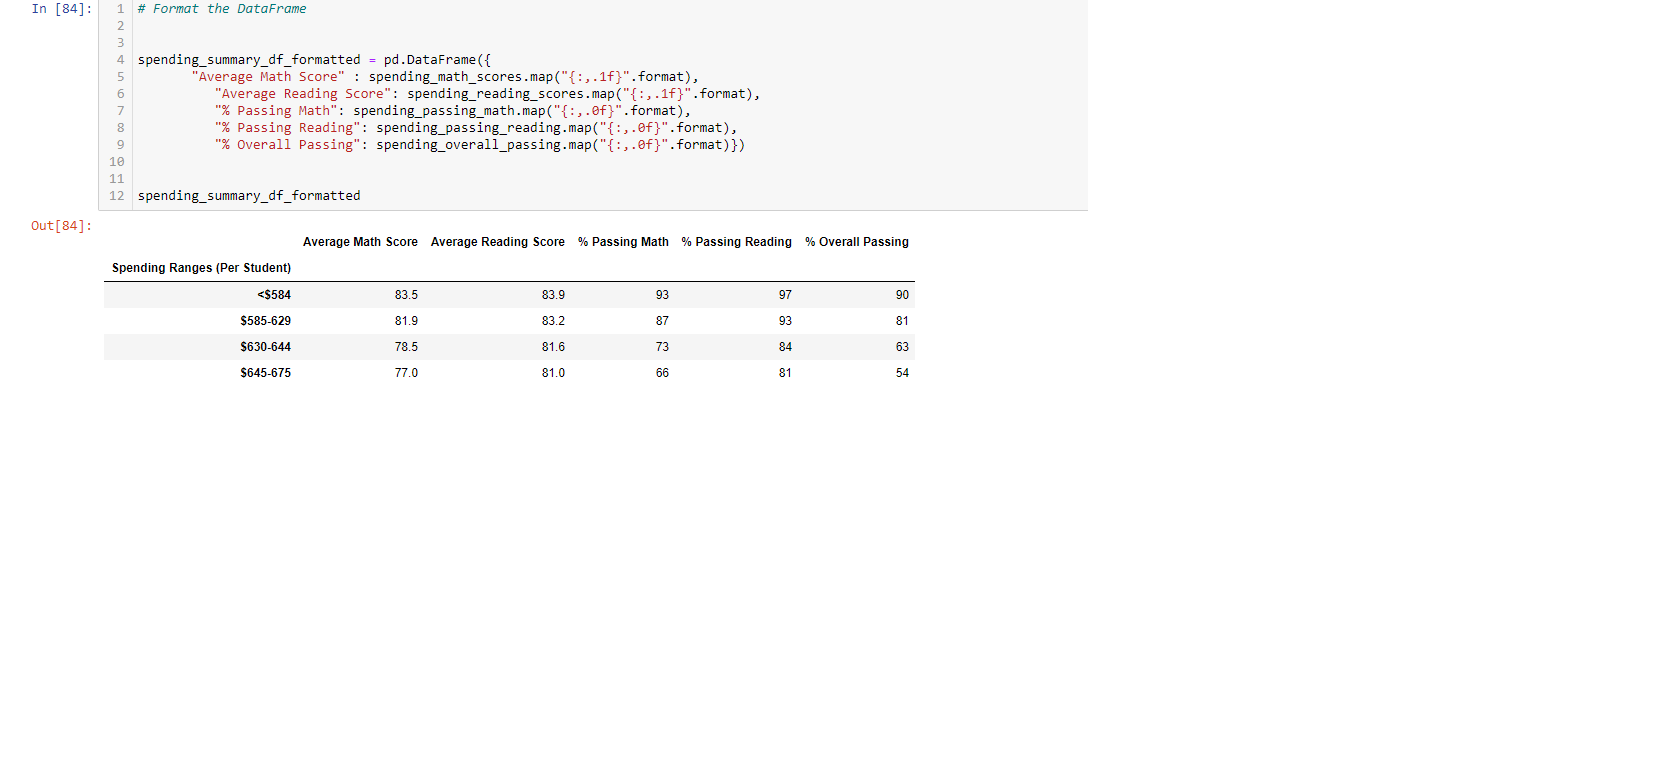 In [84]:
1 # Format the DataFrame
2
3
4 spending_summary_df_formatted = pd.DataFrame({
5        "Average Math Score" : spending_math_scores.map("{:,.1f}".format),
6           "Average Reading Score": spending_reading_scores.map("{:,.1f}".format),
7           "% Passing Math": spending_passing_math.map("{:,.0f}".format),
8           "% Passing Reading": spending_passing_reading.map("{:,.0f}".format),
9           "% Overall Passing": spending_overall_passing.map("{:,.0f}".format)})
10
11
12 spending_summary_df_formatted
Out[84]:
Average Math Score Average Reading Score % Passing Math % Passing Reading % Overall Passing
Spending Ranges (Per Student)
<$584 83.5 83.9 93 97 90
$585-629 81.9 83.2 87 93 81
$630-644 78.5 81.6 73 84 63
$645-675 77.0 81.0 66 81 54